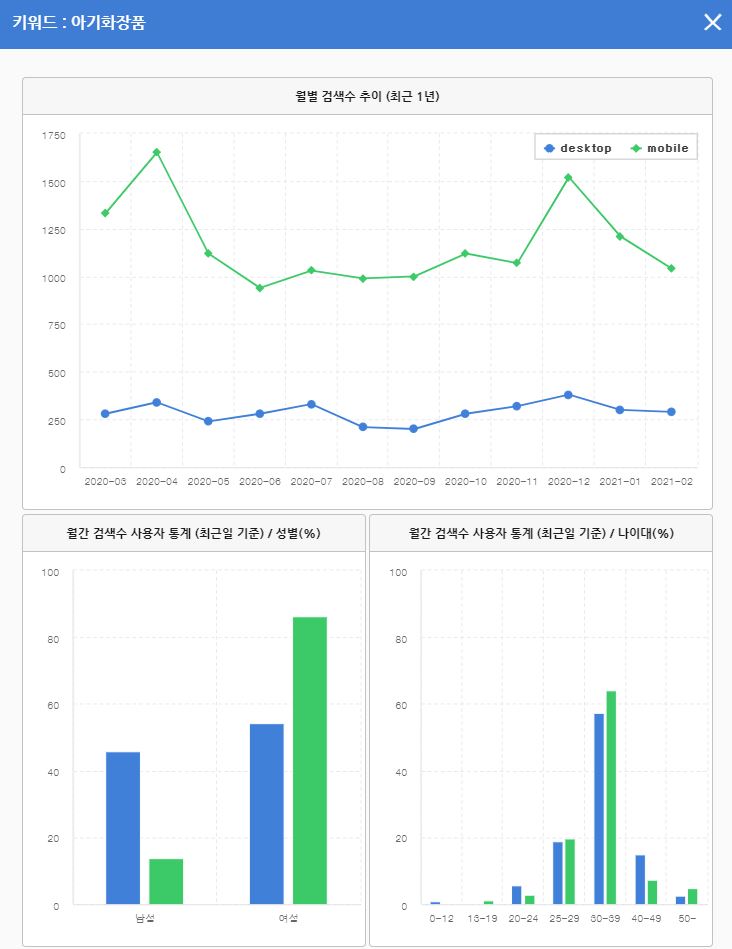 키워드 : 아기화장품
월별 검색수 추이 (최근 1년)
desktop mobile
1750
1500
1250
1000
750
500
250
0
2020-03 2020-04 2020-05 2020-06 2020-07 2020-08 2020-09 2020-10 2020-11 2020-12 2021-01 2021-02
월간 검색수 사용자 통계 (최근일 기준) / 성별(%)
100
80
60
40
20
0
남성 여성
월간 검색수 사용자 통계 (최근일 기준) / 나이대(%)
100
80
60
40
20
0
0-12 13-19 20-24 25-29 30-39 40-49 50-